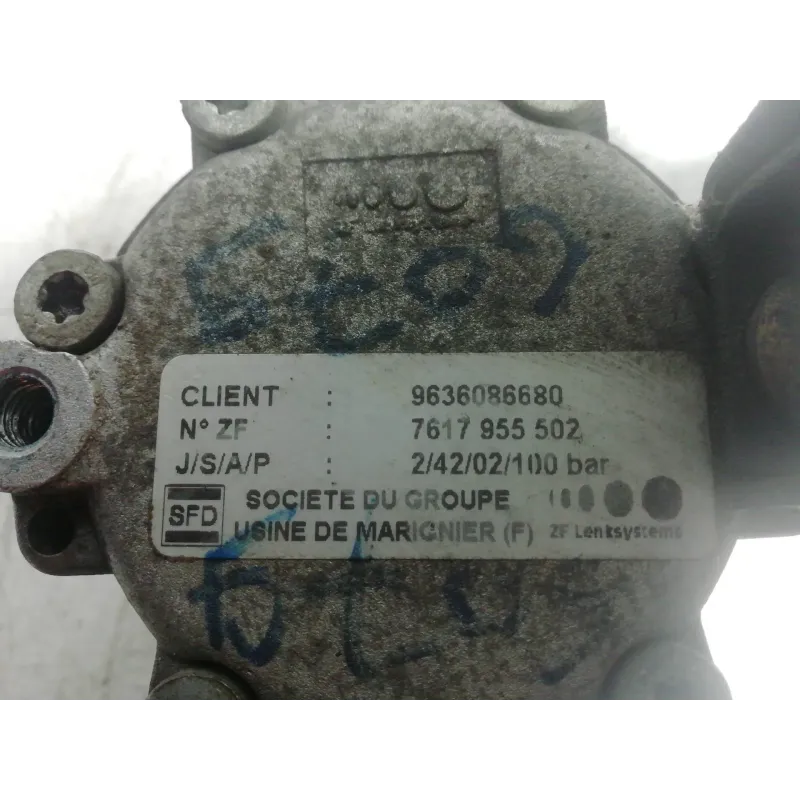 CLIENT : 9636086680
N° ZF : 7617 955 502
J/S/A/P : 2/42/02/100 bar
SFD SOCIETE DU GROUPE
USINE DE MARIGNIER (F) ZF Lenksysteme